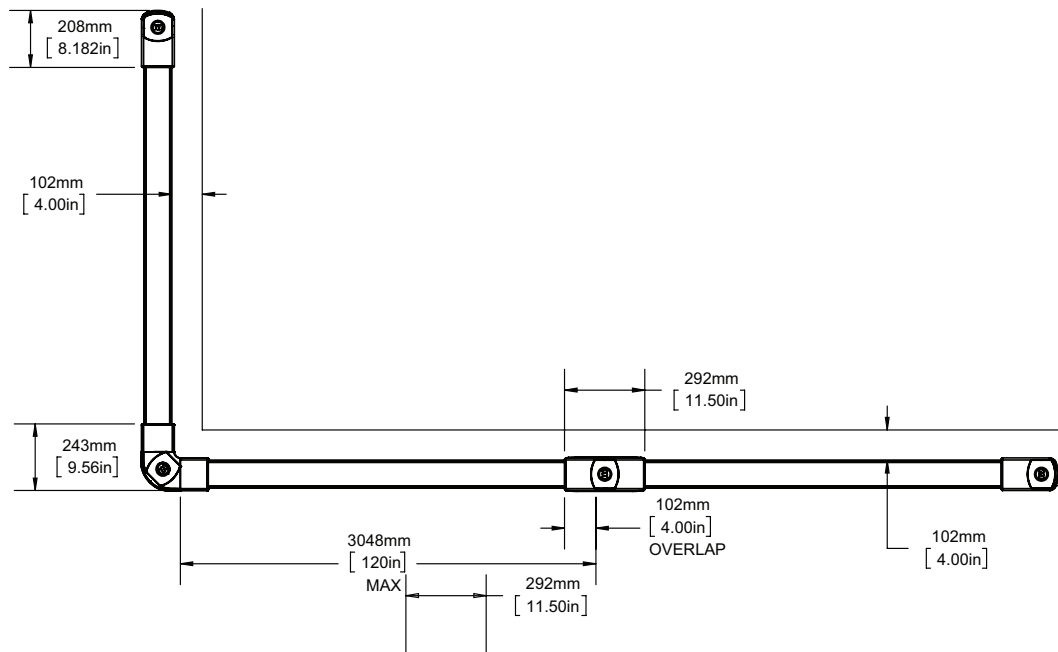 208mm
[ 8.182in]
102mm
[ 4.00in]
292mm
[ 11.50in]
243mm
[ 9.56in]
102mm
[ 4.00in]
OVERLAP
3048mm
[ 120in]
MAX
102mm
[ 4.00in]
292mm
[ 11.50in]